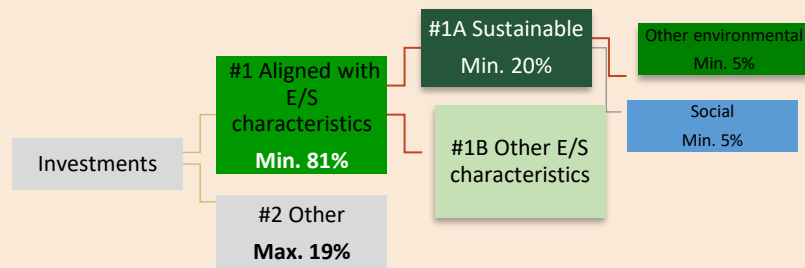 Investments
#1 Aligned with
E/S
characteristics
Min. 81%
#2 Other
Max. 19%
#1A Sustainable
Min. 20%
#1B Other E/S
characteristics
Other environmental
Min. 5%
Social
Min. 5%